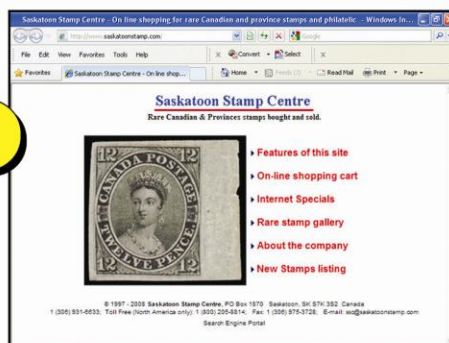 Saskatoon Stamp Centre - On line shopping for rare Canadian and province stamps and philatelic - Windows In...
http://www.saskatoonstamp.com/
Google
File Edit View Favorites Tools Help
x Convert Select x
Favorites Saskatoon Stamp Centre - On line shop...
Home Feeds (1) Read Mail Print Page
Saskatoon Stamp Centre
Rare Canadian & Provinces stamps bought and sold.
12 CANADA POSTAGE 12
12 TWELVE PENCE 12
Features of this site
On-line shopping cart
Internet Specials
Rare stamp gallery
About the company
New Stamps listing
© 1997 - 2009 Saskatoon Stamp Centre, PO Box 1870 Saskatoon, SK S7K 3S2 Canada
1 (306) 931-6633; Toll Free (North America only): 1 (800) 205-8814; Fax: 1 (306) 975-3728; E-mail: ssc@saskatoonstamp.com
Search Engine Portal